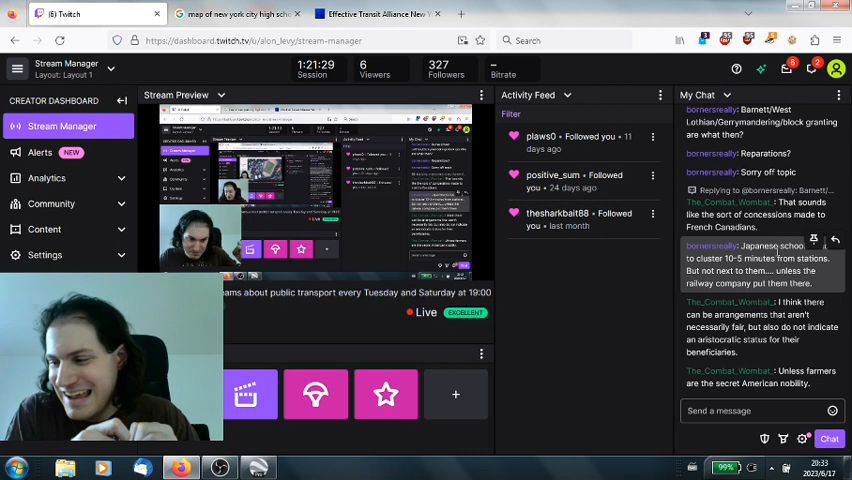 (6) Twitch
map of new york city high scho
Effective Transit Alliance New Y
https://dashboard.twitch.tv/u/alon_levy/stream-manager
Search
Stream Manager
Layout: Layout 1
1:21:29
Session
6
Viewers
327
Followers
–
Bitrate
6
2
CREATOR DASHBOARD
Stream Manager
Alerts NEW
Analytics
Community
Content
Settings
Stream Preview
eams about public transport every Tuesday and Saturday at 19:00
Live EXCELLENT
Activity Feed
Filter
plaws0 • Followed you • 11
days ago
positive_sum • Followed
you • 24 days ago
thesharkbait88 • Followed
you • last month
My Chat
bornersreally: Barnett/West
Lothian/Gerrymandering/block granting
are what then?
bornersreally: Reparations?
bornersreally: Sorry off topic
Replying to @bornersreally: Barnett/...
The_Combat_Wombat_: That sounds
like the sort of concessions made to
French Canadians.
bornersreally: Japanese schoo
to cluster 10-5 minutes from stations.
But not next to them.... unless the
railway company put them there.
The_Combat_Wombat_: I think there
can be arrangements that aren't
necessarily fair, but also do not indicate
an aristocratic status for their
beneficiaries.
The_Combat_Wombat_: Unless farmers
are the secret American nobility.
Send a message
Chat
99%
20:33
2023/6/17